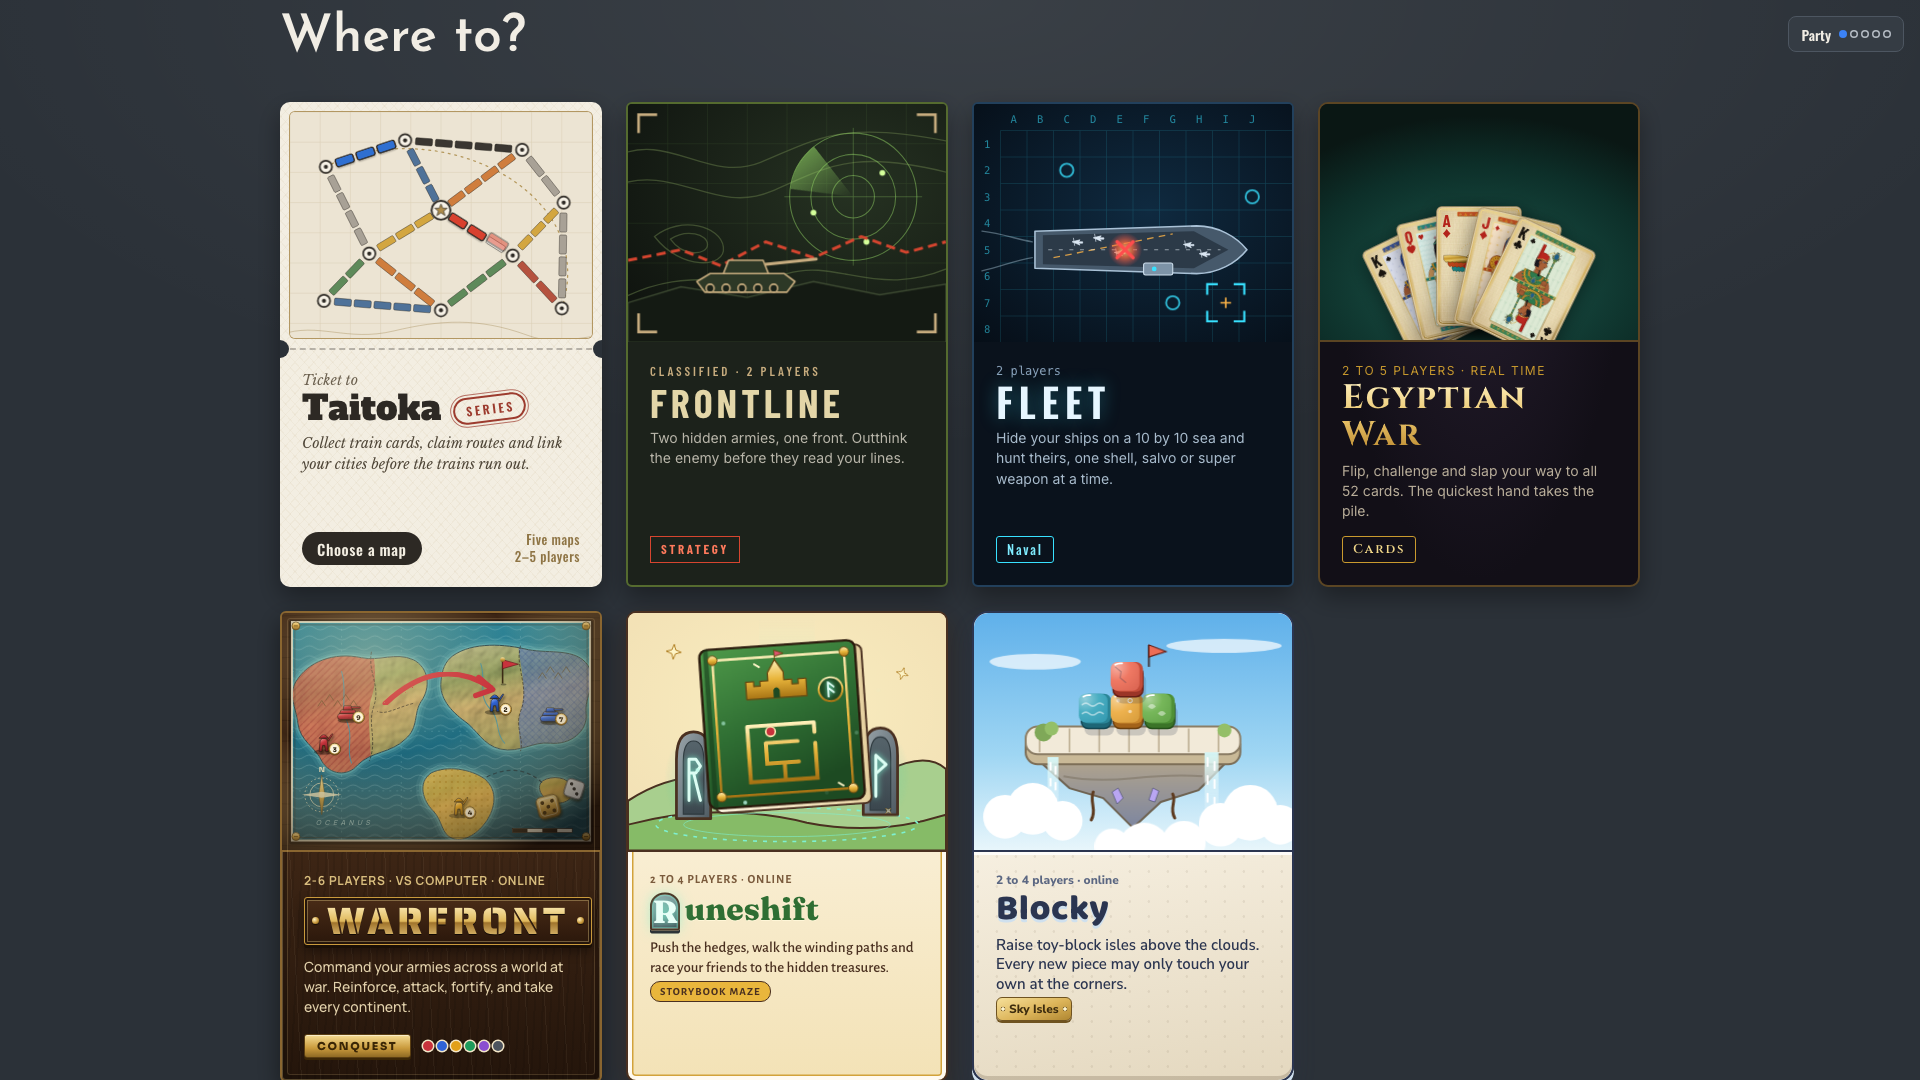 Where to?
Party
Ticket to
Taitoka
SERIES
Collect train cards, claim routes and link
your cities before the trains run out.
Choose a map
Five maps
2–5 players
CLASSIFIED · 2 PLAYERS
FRONTLINE
Two hidden armies, one front. Outthink
the enemy before they read your lines.
STRATEGY
A B C D E F G H I J
1
2
3
4
5
6
7
8
2 players
FLEET
Hide your ships on a 10 by 10 sea and
hunt theirs, one shell, salvo or super
weapon at a time.
Naval
K Q A J K
2 TO 5 PLAYERS · REAL TIME
EGYPTIAN
WAR
Flip, challenge and slap your way to all
52 cards. The quickest hand takes the
pile.
CARDS
9
3
2
7
4
N
OCEANUS
2-6 PLAYERS · VS COMPUTER · ONLINE
WARFRONT
Command your armies across a world at
war. Reinforce, attack, fortify, and take
every continent.
CONQUEST
ᚨ
ᚱ
ᚹ
2 TO 4 PLAYERS · ONLINE
Runeshift
Push the hedges, walk the winding paths and
race your friends to the hidden treasures.
STORYBOOK MAZE
2 to 4 players · online
Blocky
Raise toy-block isles above the clouds.
Every new piece may only touch your
own at the corners.
Sky Isles